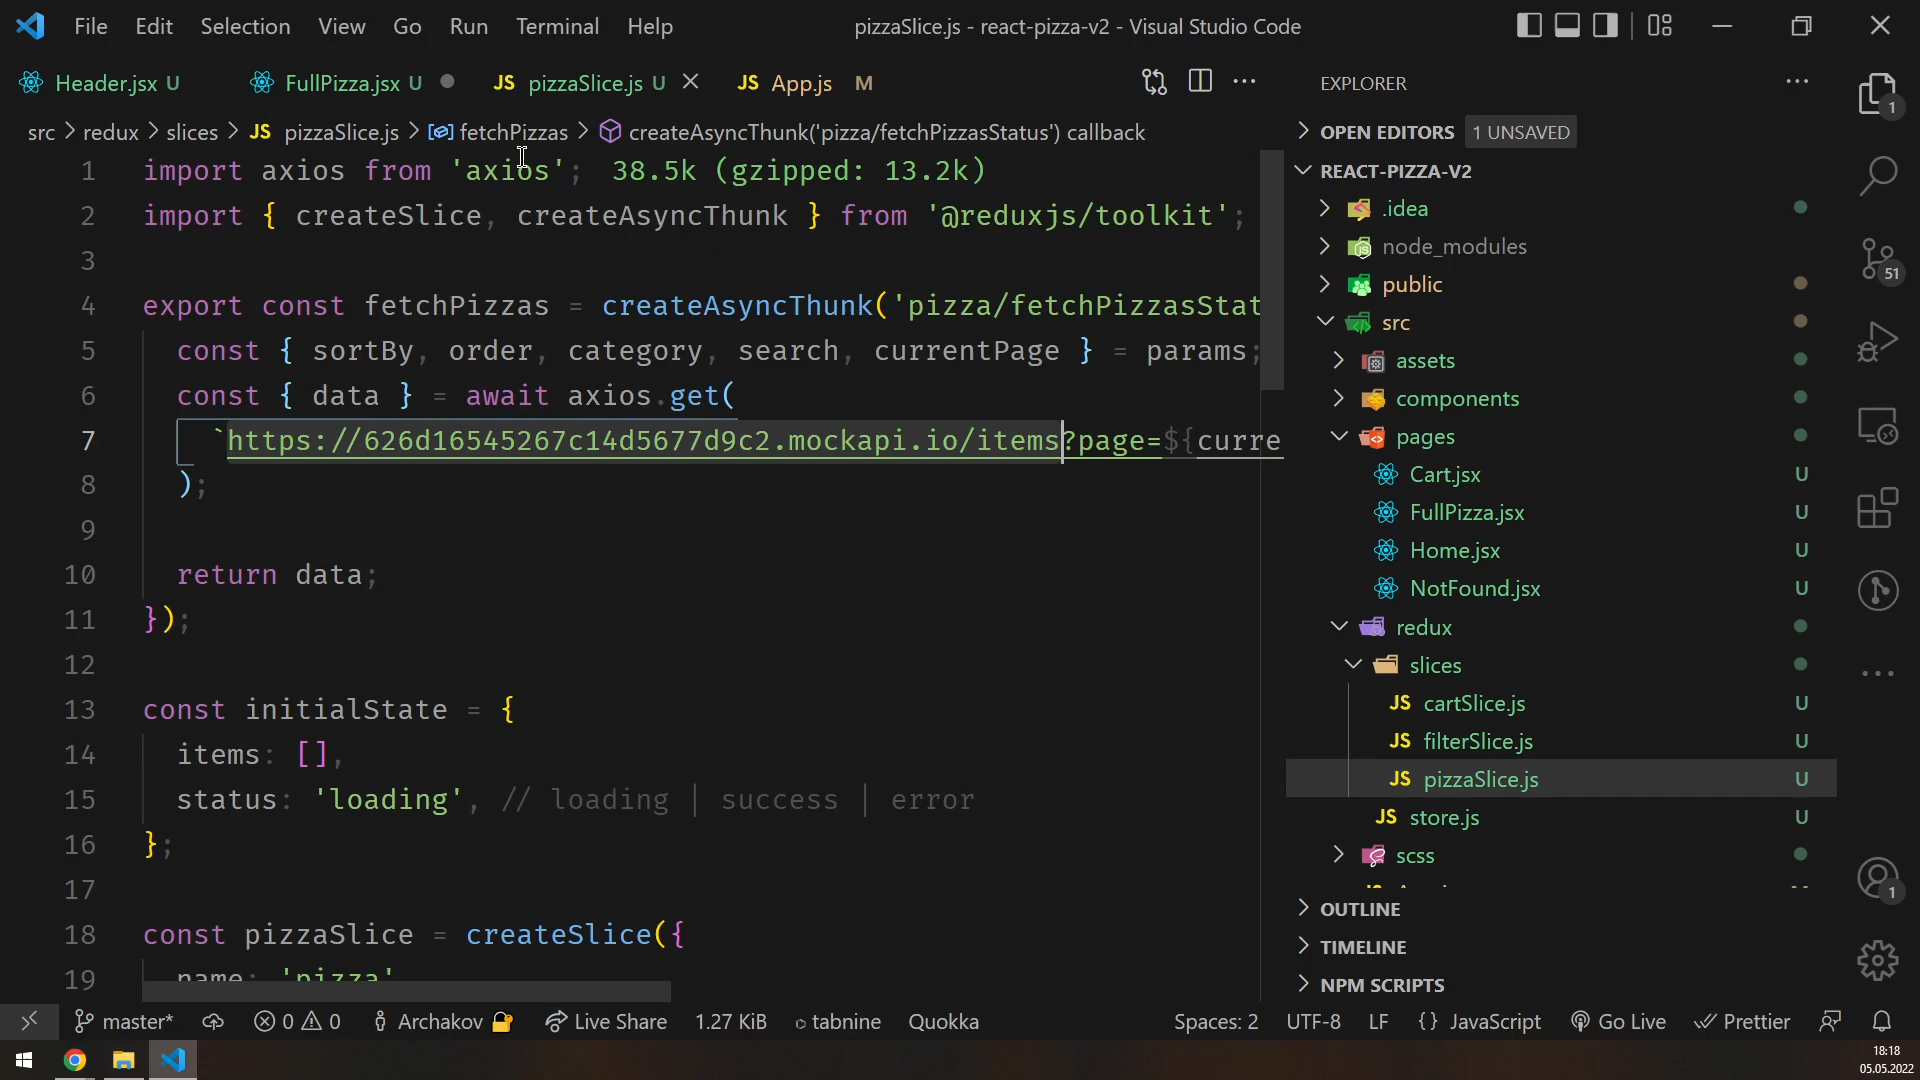 File Edit Selection View Go Run Terminal Help
pizzaSlice.js - react-pizza-v2 - Visual Studio Code
Header.jsx U
FullPizza.jsx U
JS pizzaSlice.js U
JS App.js M
src > redux > slices > JS pizzaSlice.js > fetchPizzas > createAsyncThunk('pizza/fetchPizzasStatus') callback
1 import axios from 'axios'; 38.5k (gzipped: 13.2k)
2 import { createSlice, createAsyncThunk } from '@reduxjs/toolkit';
3
4 export const fetchPizzas = createAsyncThunk('pizza/fetchPizzasStat
5 const { sortBy, order, category, search, currentPage } = params;
6 const { data } = await axios.get(
7 `https://626d16545267c14d5677d9c2.mockapi.io/items?page=${curre
8 );
9
10 return data;
11 });
12
13 const initialState = {
14 items: [],
15 status: 'loading', // loading | success | error
16 };
17
18 const pizzaSlice = createSlice({
19 name: 'pizza'
EXPLORER
OPEN EDITORS 1 UNSAVED
REACT-PIZZA-V2
.idea
node_modules
public
src
assets
components
pages
Cart.jsx U
FullPizza.jsx U
Home.jsx U
NotFound.jsx U
redux
slices
JS cartSlice.js U
JS filterSlice.js U
JS pizzaSlice.js U
JS store.js U
scss
OUTLINE
TIMELINE
NPM SCRIPTS
1
51
1
master* 0 0 Archakov Live Share 1.27 KiB tabnine Quokka
Spaces: 2 UTF-8 LF {} JavaScript Go Live Prettier
18:18
05.05.2022